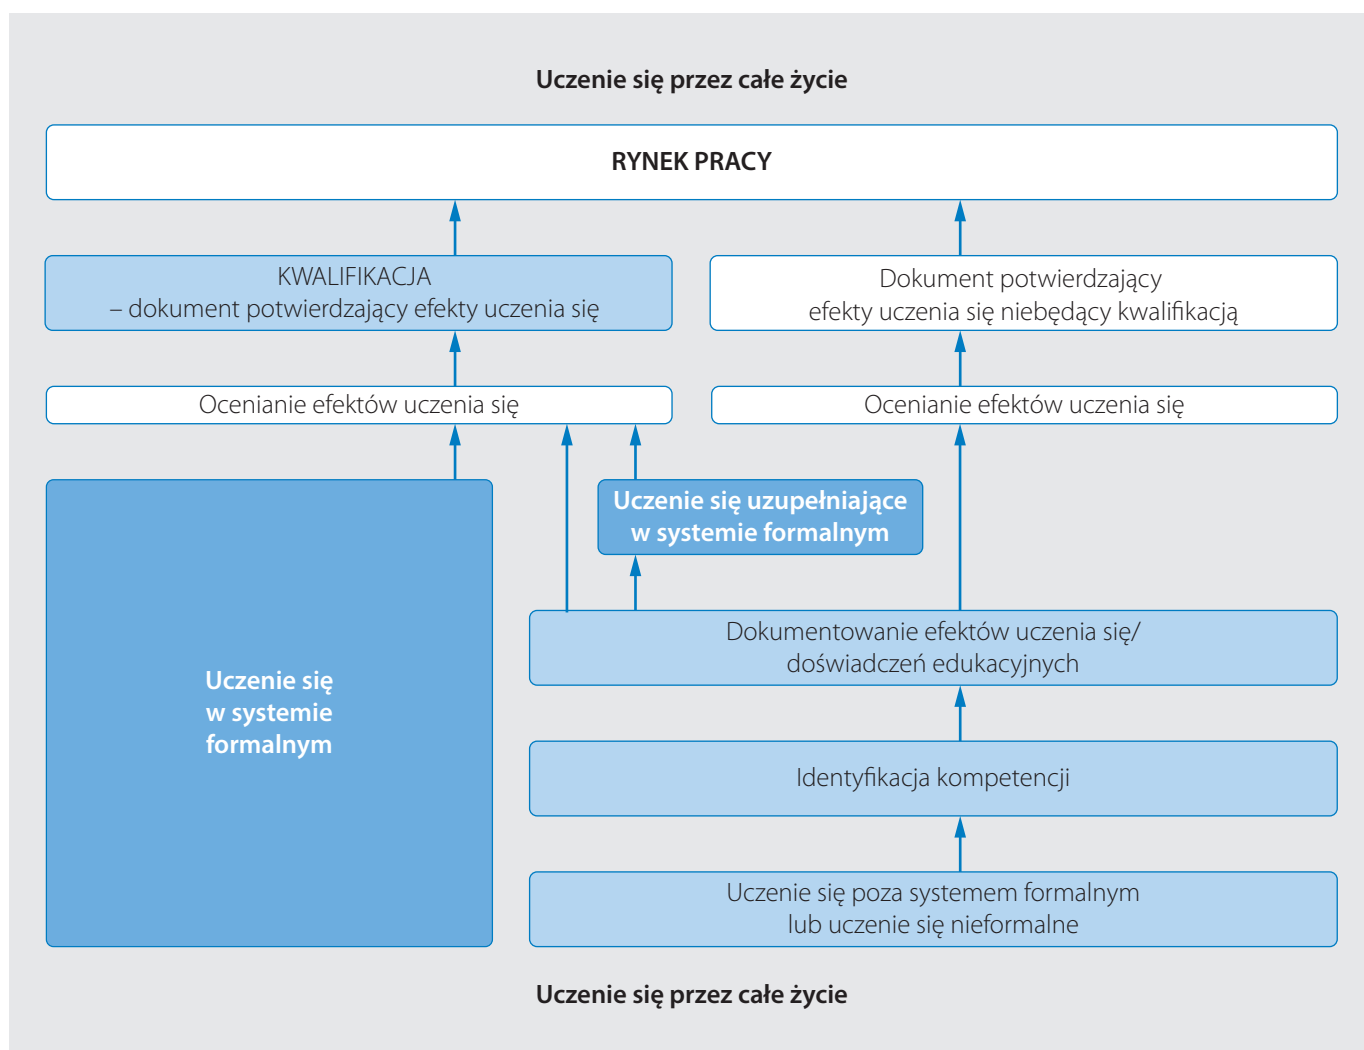 Uczenie się przez całe życie
RYNEK PRACY
KWALIFIKACJA
– dokument potwierdzający efekty uczenia się
Dokument potwierdzający
efekty uczenia się niebędący kwalifikacją
Ocenianie efektów uczenia się
Ocenianie efektów uczenia się
Uczenie się uzupełniające
w systemie formalnym
Uczenie się
w systemie
formalnym
Dokumentowanie efektów uczenia się/
doświadczeń edukacyjnych
Identyfikacja kompetencji
Uczenie się poza systemem formalnym
lub uczenie się nieformalne
Uczenie się przez całe życie